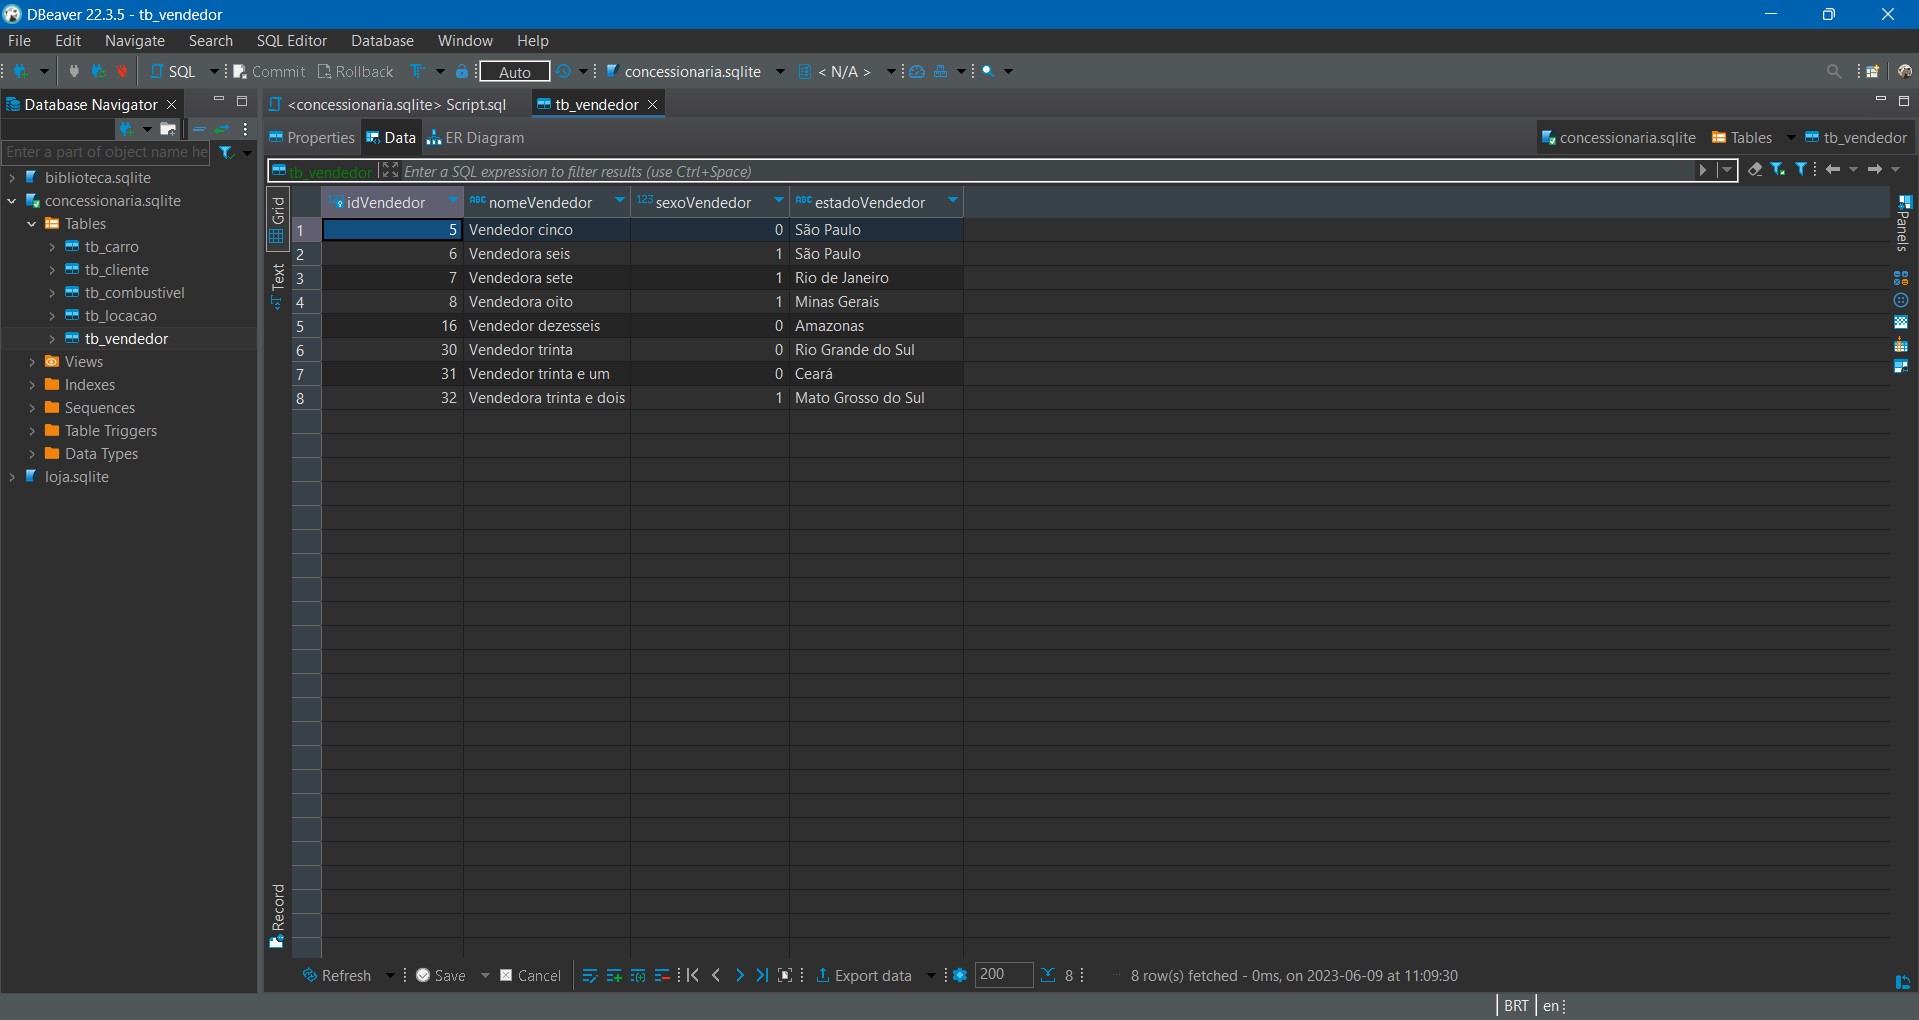 DBeaver 22.3.5 - tb_vendedor
File Edit Navigate Search SQL Editor Database Window Help
SQL Commit Rollback Auto concessionaria.sqlite < N/A >
Database Navigator
<concessionaria.sqlite> Script.sql tb_vendedor
Properties Data ER Diagram concessionaria.sqlite Tables tb_vendedor
Enter a part of object name he
tb_vendedor Enter a SQL expression to filter results (use Ctrl+Space)
biblioteca.sqlite
concessionaria.sqlite
Tables
tb_carro
tb_cliente
tb_combustivel
tb_locacao
tb_vendedor
Views
Indexes
Sequences
Table Triggers
Data Types
loja.sqlite
Grid
Text
Record
123 idVendedor ABC nomeVendedor 123 sexoVendedor ABC estadoVendedor
1 5 Vendedor cinco 0 São Paulo
2 6 Vendedora seis 1 São Paulo
3 7 Vendedora sete 1 Rio de Janeiro
4 8 Vendedora oito 1 Minas Gerais
5 16 Vendedor dezesseis 0 Amazonas
6 30 Vendedor trinta 0 Rio Grande do Sul
7 31 Vendedor trinta e um 0 Ceará
8 32 Vendedora trinta e dois 1 Mato Grosso do Sul
Panels
Refresh Save Cancel Export data 200 8 8 row(s) fetched - 0ms, on 2023-06-09 at 11:09:30
BRT en